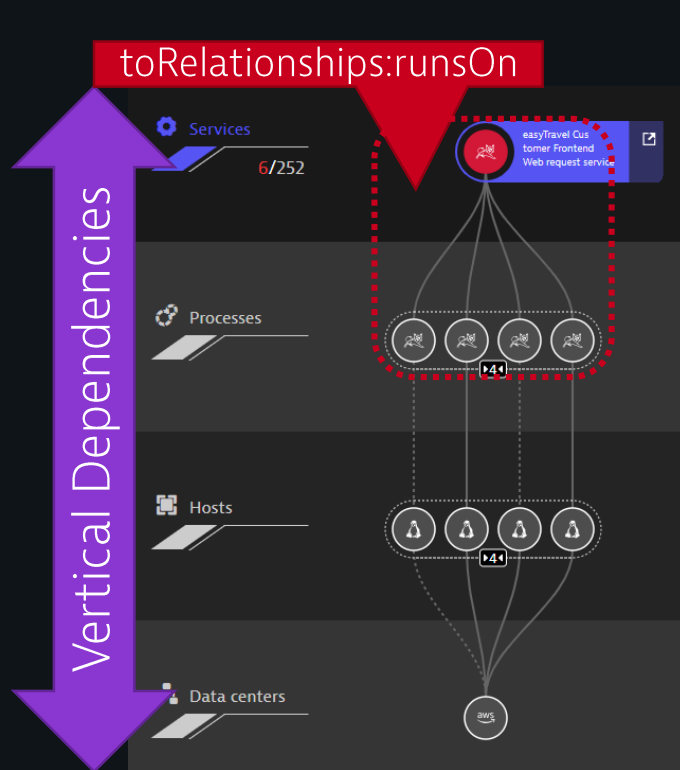 toRelationships:runsOn
Vertical Dependencies
Services
6/252
easyTravel Cus
tomer Frontend
Web request service
Processes
4
Hosts
4
Data centers
aws